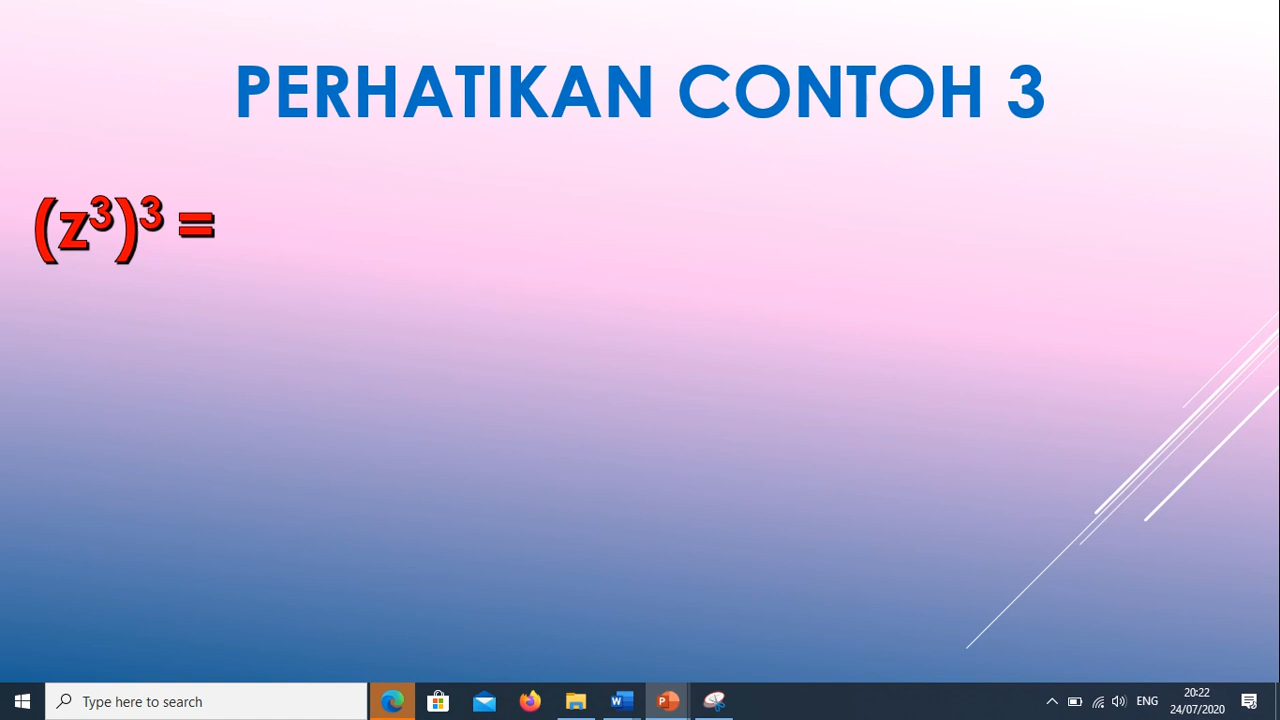 PERHATIKAN CONTOH 3
(z³)³ =
Type here to search
ENG
20:22
24/07/2020